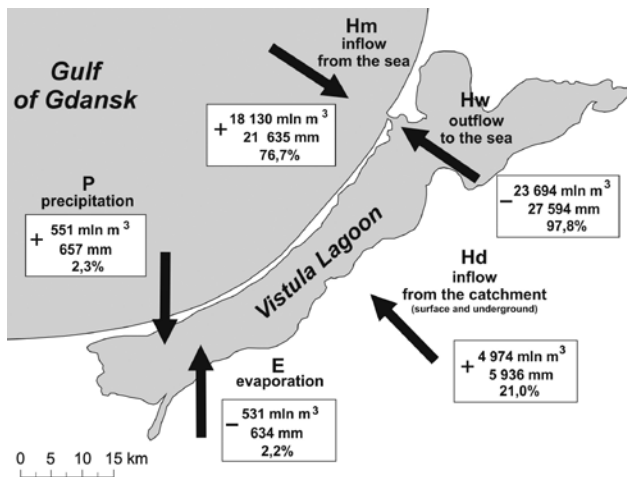 Gulf
of Gdansk
Hm
inflow
from the sea
+ 18 130 mln m³
21 635 mm
76,7%
Hw
outflow
to the sea
– 23 694 mln m³
27 594 mm
97,8%
P
precipitation
+ 551 mln m³
657 mm
2,3%
Vistula Lagoon
Hd
inflow
from the catchment
(surface and underground)
+ 4 974 mln m³
5 936 mm
21,0%
E
evaporation
– 531 mln m³
634 mm
2,2%
0 5 10 15 km